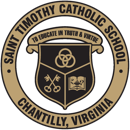 SAINT TIMOTHY CATHOLIC SCHOOL
TO EDUCATE IN TRUTH & VIRTUE
CHANTILLY, VIRGINIA